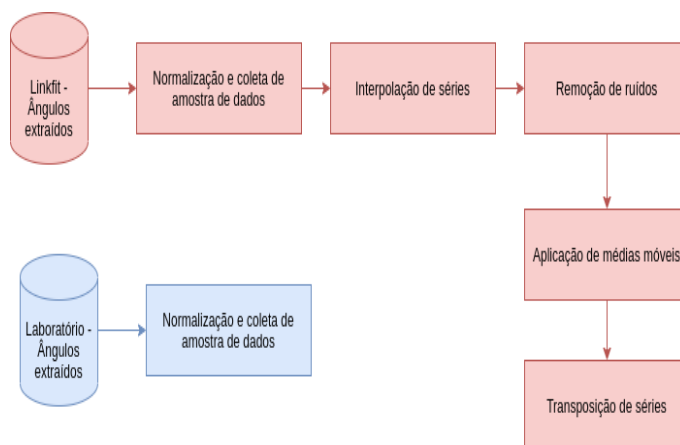 Linkfit -
Ângulos
extraídos
Normalização e coleta de
amostra de dados
Interpolação de séries
Remoção de ruídos
Aplicação de médias móveis
Laboratório -
Ângulos
extraídos
Normalização e coleta de
amostra de dados
Transposição de séries